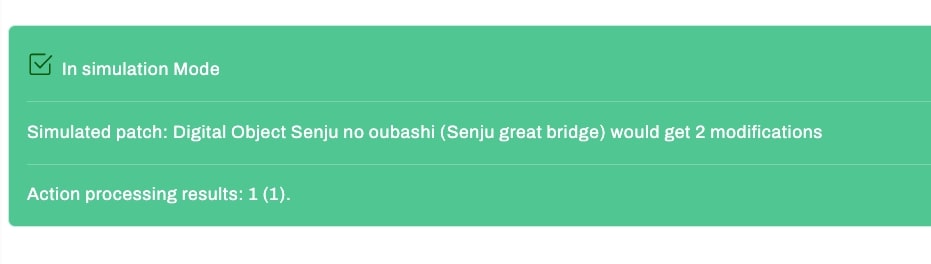 In simulation Mode
Simulated patch: Digital Object Senju no oubashi (Senju great bridge) would get 2 modifications
Action processing results: 1 (1).